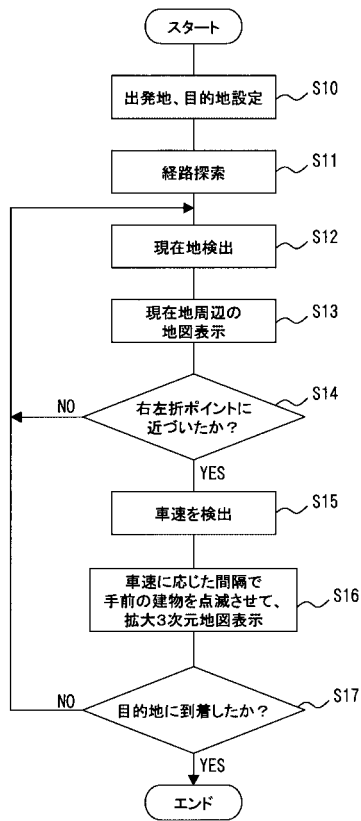 スタート
出発地、目的地設定
S10
経路探索
S11
現在地検出
S12
現在地周辺の
地図表示
S13
右左折ポイントに
近づいたか？
S14
NO
YES
車速を検出
S15
車速に応じた間隔で
手前の建物を点滅させて、
拡大3次元地図表示
S16
目的地に到着したか？
S17
NO
YES
エンド